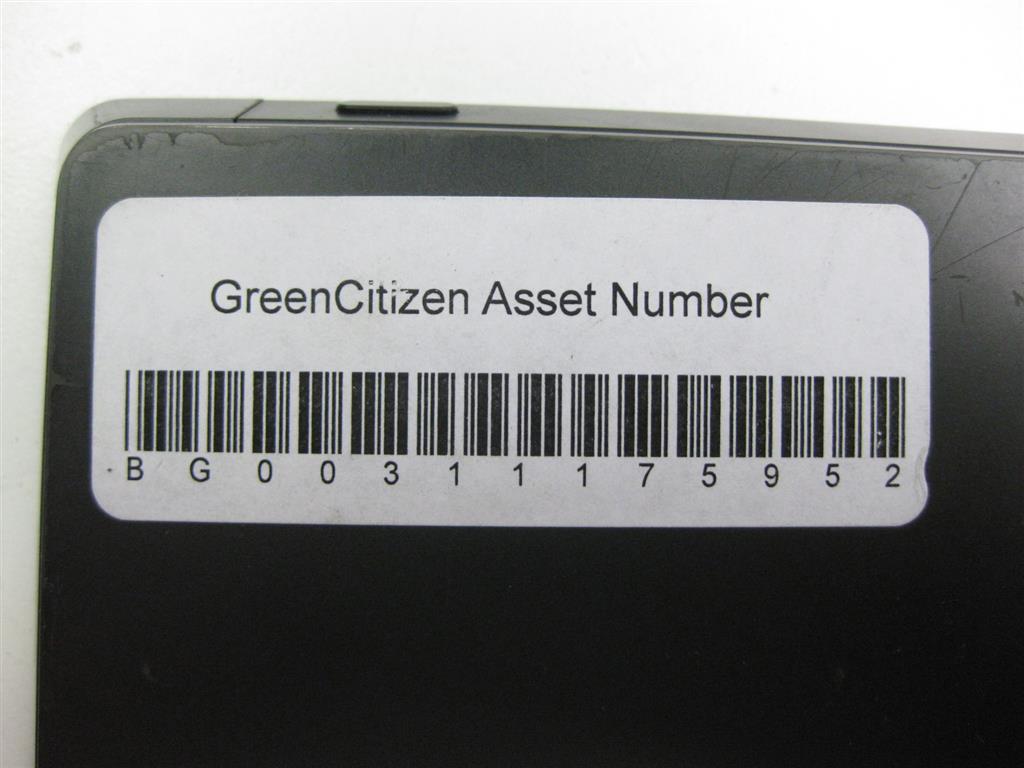 GreenCitizen Asset Number
B G 0 0 3 1 1 1 7 5 9 5 2